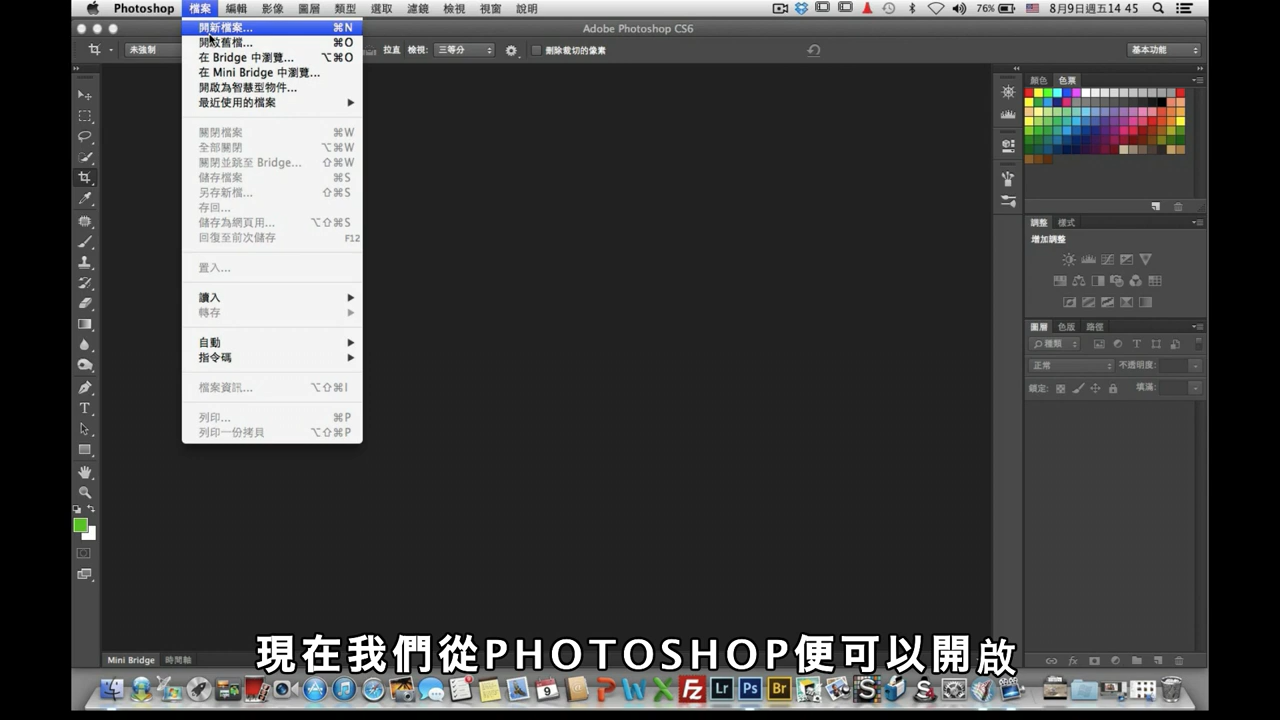 Photoshop 檔案 編輯 影像 圖層 類型 選取 濾鏡 檢視 視窗 說明 76% 8月9日週五14 45
Adobe Photoshop CS6
未強制 拉直 檢視: 三等分 刪除裁切的像素 基本功能
開新檔案... ⌘N
開啟舊檔... ⌘O
在 Bridge 中瀏覽... ⌥⌘O
在 Mini Bridge 中瀏覽...
開啟為智慧型物件...
最近使用的檔案
關閉檔案 ⌘W
全部關閉 ⌥⌘W
關閉並跳至 Bridge... ⇧⌘W
儲存檔案 ⌘S
另存新檔... ⇧⌘S
存回...
儲存為網頁用... ⌥⇧⌘S
回復至前次儲存 F12
置入...
讀入
轉存
自動
指令碼
檔案資訊... ⌥⇧⌘I
列印... ⌘P
列印一份拷貝 ⌥⇧⌘P
顏色 色票
調整 樣式
增加調整
圖層 色版 路徑
種類
正常 不透明度:
鎖定: 填滿:
Mini Bridge 時間軸
現在我們從PHOTOSHOP便可以開啟
9 Fz Lr Ps Br